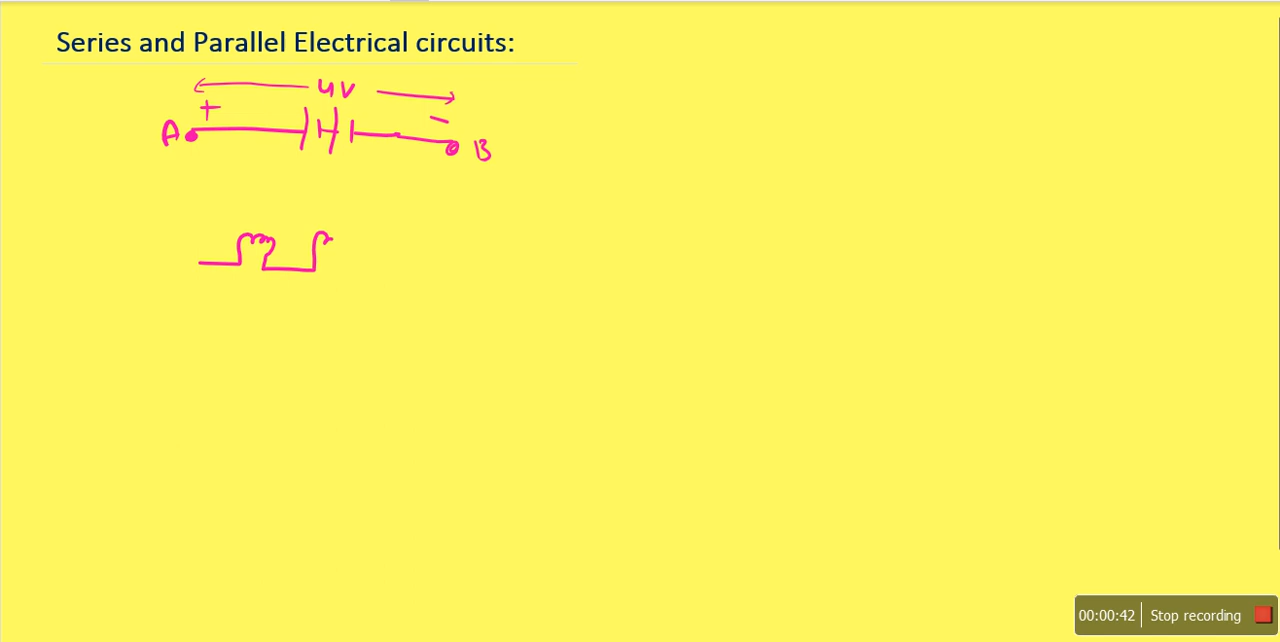 Series and Parallel Electrical circuits:
4V
+ -
A B
00:00:42 Stop recording